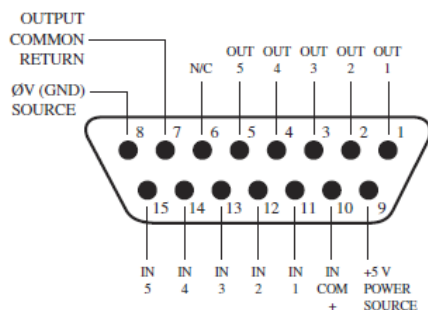 OUTPUT
COMMON
RETURN
ØV (GND)
SOURCE
N/C
OUT OUT OUT OUT OUT
5 4 3 2 1
8 7 6 5 4 3 2 1
15 14 13 12 11 10 9
IN IN IN IN IN IN +5 V
5 4 3 2 1 COM POWER
+ SOURCE